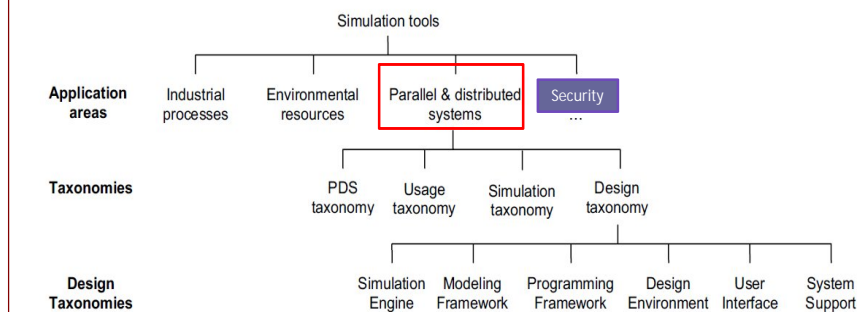 Simulation tools
Application areas
Industrial processes
Environmental resources
Parallel & distributed systems
Security
...
Taxonomies
PDS taxonomy
Usage taxonomy
Simulation taxonomy
Design taxonomy
Design Taxonomies
Simulation Engine
Modeling Framework
Programming Framework
Design Environment
User Interface
System Support